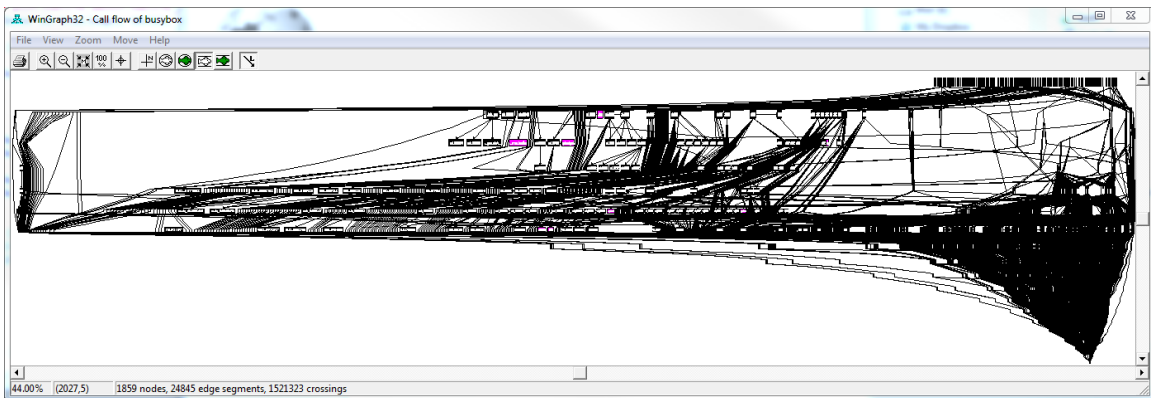 WinGraph32 - Call flow of busybox
File View Zoom Move Help
100 %
N
44.00% (2027,5) 1859 nodes, 24845 edge segments, 1521323 crossings